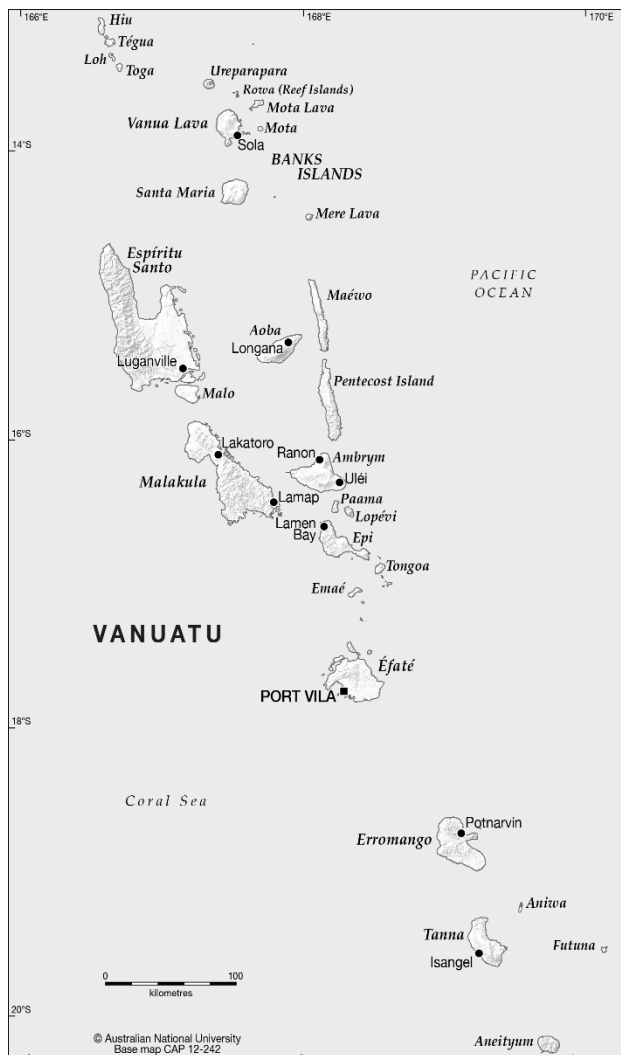 166°E
168°E
170°E
Hiu
Tégua
Loh
Toga
Ureparapara
Rowa (Reef Islands)
Mota Lava
Vanua Lava
Mota
Sola
14°S
BANKS
ISLANDS
Santa Maria
Mere Lava
Espíritu
Santo
PACIFIC
OCEAN
Maéwo
Aoba
Longana
Luganville
Pentecost Island
Malo
16°S
Lakatoro
Ranon
Ambrym
Malakula
Uléi
Paama
Lamap
Lopévi
Lamen
Bay
Epi
Tongoa
Emaé
VANUATU
Éfaté
PORT VILA
18°S
Coral Sea
Potnarvin
Erromango
Aniwa
Tanna
Futuna
Isangel
0
100
kilometres
20°S
© Australian National University
Base map CAP 12-242
Aneityum